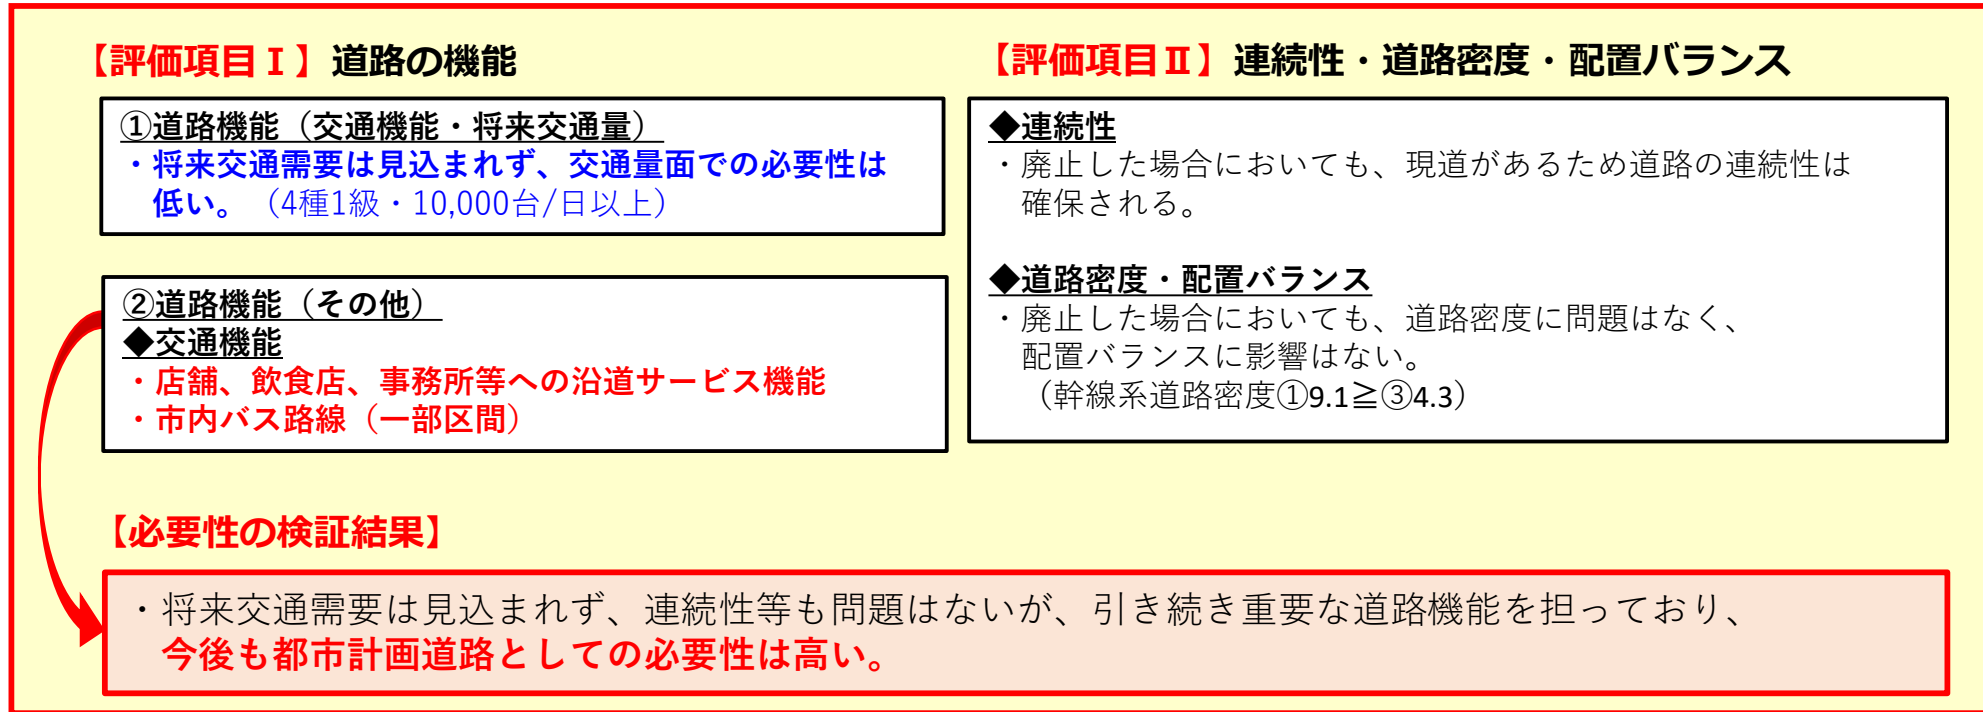 【評価項目Ⅰ】道路の機能
①道路機能（交通機能・将来交通量）
・将来交通需要は見込まれず、交通量面での必要性は
低い。（4種1級・10,000台/日以上）
②道路機能（その他）
◆交通機能
・店舗、飲食店、事務所等への沿道サービス機能
・市内バス路線（一部区間）
【評価項目Ⅱ】連続性・道路密度・配置バランス
◆連続性
・廃止した場合においても、現道があるため道路の連続性は
確保される。
◆道路密度・配置バランス
・廃止した場合においても、道路密度に問題はなく、
配置バランスに影響はない。
（幹線系道路密度①9.1≧③4.3）
【必要性の検証結果】
・将来交通需要は見込まれず、連続性等も問題はないが、引き続き重要な道路機能を担っており、
今後も都市計画道路としての必要性は高い。